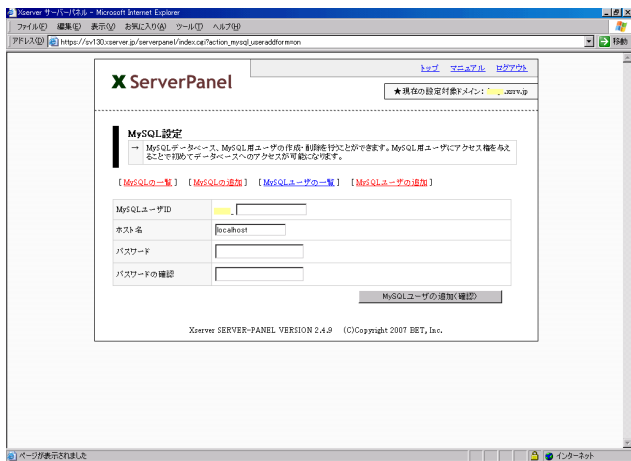 Xserver サーバーパネル - Microsoft Internet Explorer
ファイル(F) 編集(E) 表示(V) お気に入り(A) ツール(T) ヘルプ(H)
アドレス(D) https://sv130.xserver.jp/serverpanel/index.cgi?action_mysql_useraddform=on 移動
トップ マニュアル ログアウト
X ServerPanel
★現在の設定対象ドメイン:
MySQL設定
→ MySQLデータベース、MySQL用ユーザの作成・削除を行うことができます。MySQL用ユーザにアクセス権を与え
ることで初めてデータベースへのアクセスが可能になります。
[MySQLの一覧] [MySQLの追加] [MySQLユーザの一覧] [MySQLユーザの追加]
MySQLユーザID _
ホスト名 localhost
パスワード
パスワードの確認
MySQLユーザの追加(確認)
Xserver SERVER-PANEL VERSION 2.4.9 (C)Copyright 2007 BET, Inc.
ページが表示されました インターネット